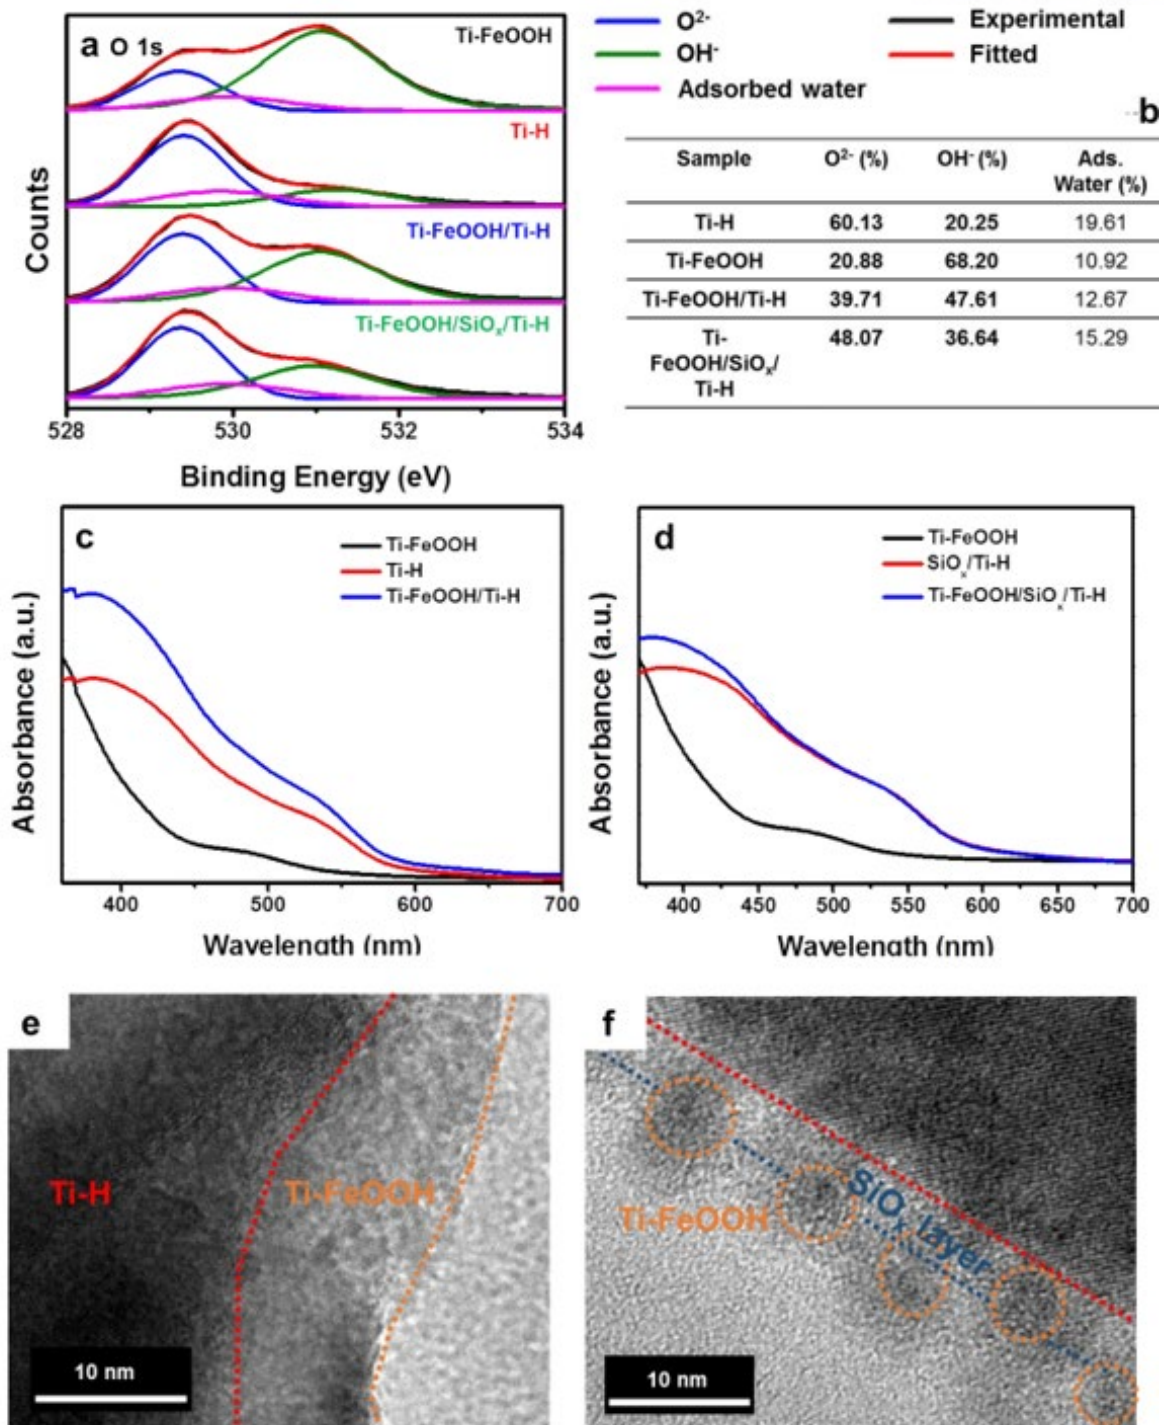 a O 1s
Ti-FeOOH
Ti-H
Ti-FeOOH/Ti-H
Ti-FeOOH/SiOₓ/Ti-H
Counts
528 530 532 534
Binding Energy (eV)
O²⁻
OH⁻
Adsorbed water
Experimental
Fitted
b
Sample O²⁻ (%) OH⁻ (%) Ads.
Water (%)
Ti-H 60.13 20.25 19.61
Ti-FeOOH 20.88 68.20 10.92
Ti-FeOOH/Ti-H 39.71 47.61 12.67
Ti- 48.07 36.64 15.29
FeOOH/SiOₓ/
Ti-H
c
Ti-FeOOH
Ti-H
Ti-FeOOH/Ti-H
Absorbance (a.u.)
400 500 600 700
Wavelength (nm)
d
Ti-FeOOH
SiOₓ/Ti-H
Ti-FeOOH/SiOₓ/Ti-H
Absorbance (a.u.)
400 450 500 550 600 650 700
Wavelength (nm)
e
Ti-H
Ti-FeOOH
10 nm
f
SiOₓ layer
Ti-FeOOH
10 nm